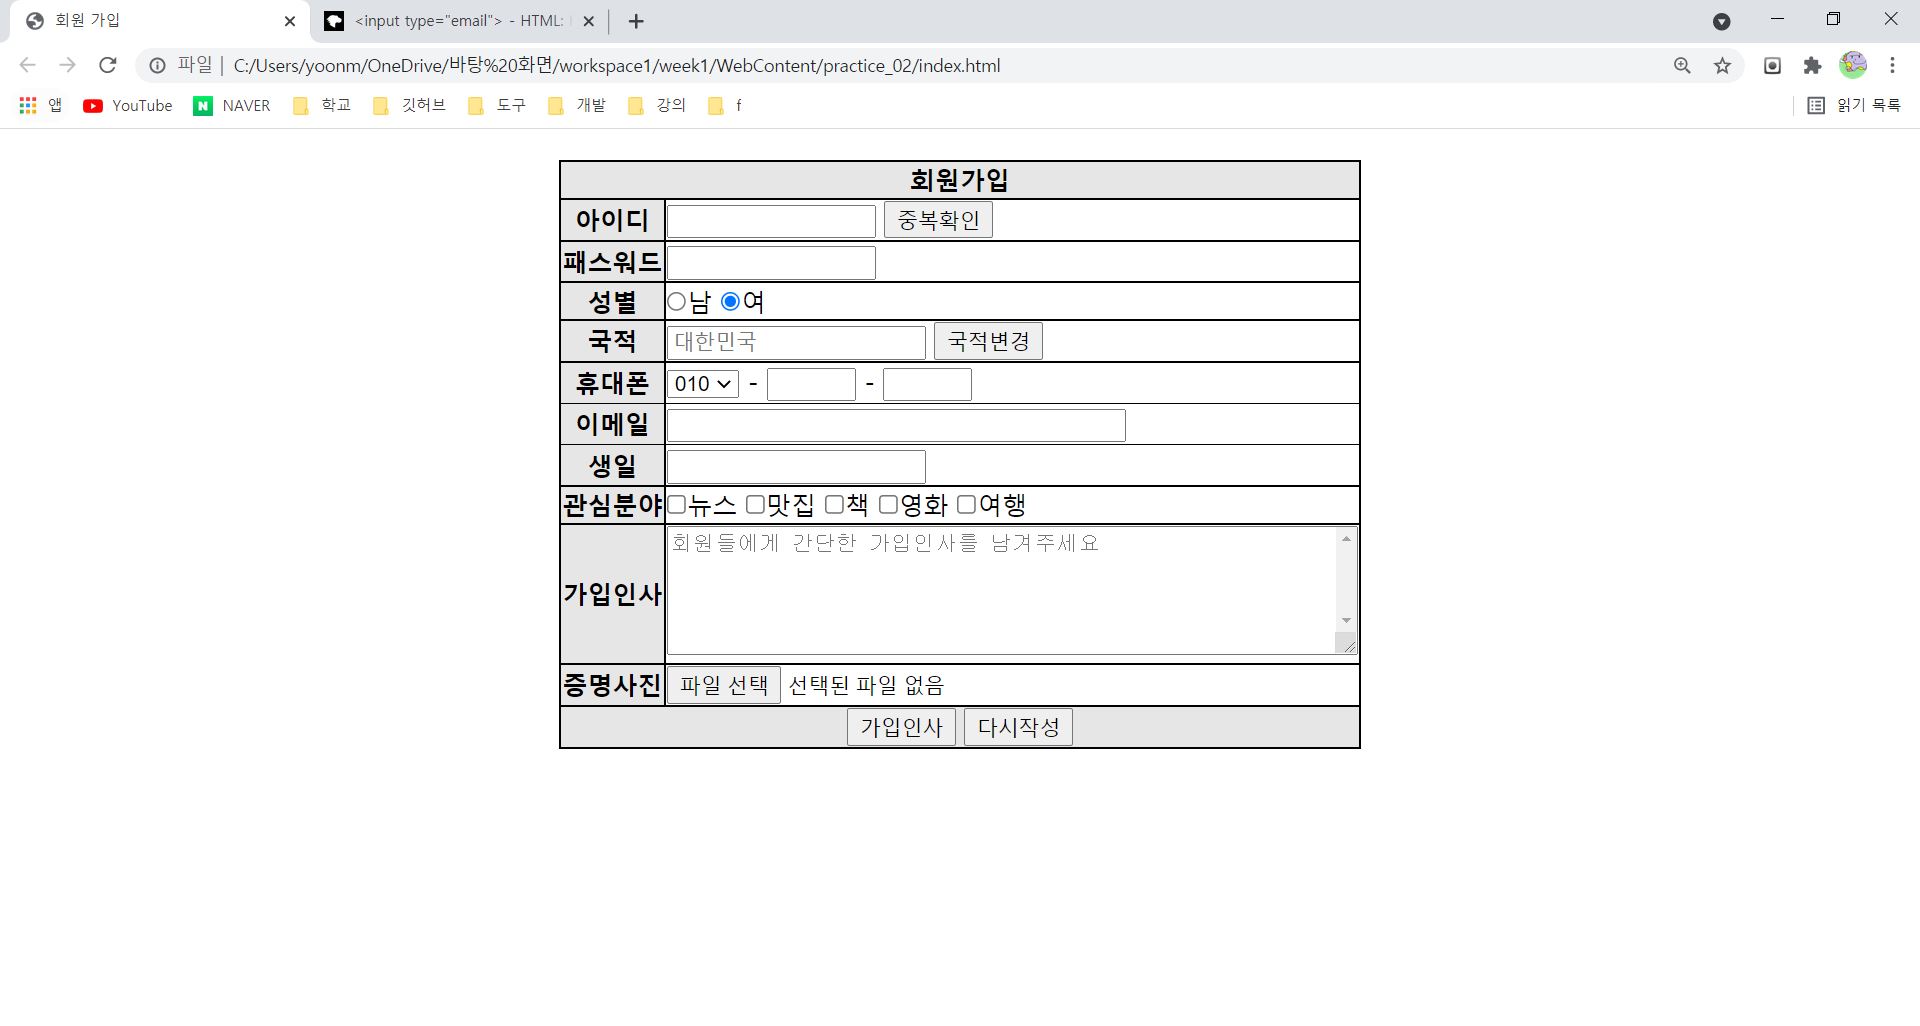 회원 가입
<input type="email"> - HTML:
파일 | C:/Users/yoonm/OneDrive/바탕%20화면/workspace1/week1/WebContent/practice_02/index.html
앱 YouTube NAVER 학교 깃허브 도구 개발 강의 f 읽기 목록
회원가입
아이디 중복확인
패스워드
성별 남 여
국적 대한민국 국적변경
휴대폰 010 - -
이메일
생일
관심분야 뉴스 맛집 책 영화 여행
회원들에게 간단한 가입인사를 남겨주세요
가입인사
증명사진 파일 선택 선택된 파일 없음
가입인사 다시작성